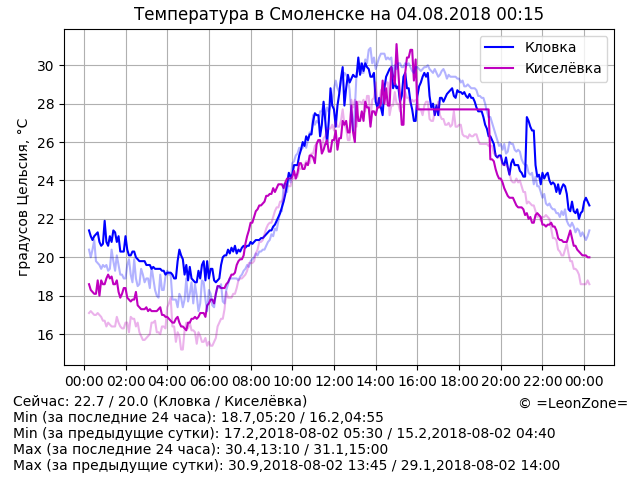 Температура в Смоленске на 04.08.2018 00:15
Кловка
Киселёвка
градусов Цельсия, °C
30
28
26
24
22
20
18
16
00:00 02:00 04:00 06:00 08:00 10:00 12:00 14:00 16:00 18:00 20:00 22:00 00:00
Сейчас: 22.7 / 20.0 (Кловка / Киселёвка)
© =LeonZone=
Min (за последние 24 часа): 18.7,05:20 / 16.2,04:55
Min (за предыдущие сутки): 17.2,2018-08-02 05:30 / 15.2,2018-08-02 04:40
Max (за последние 24 часа): 30.4,13:10 / 31.1,15:00
Max (за предыдущие сутки): 30.9,2018-08-02 13:45 / 29.1,2018-08-02 14:00